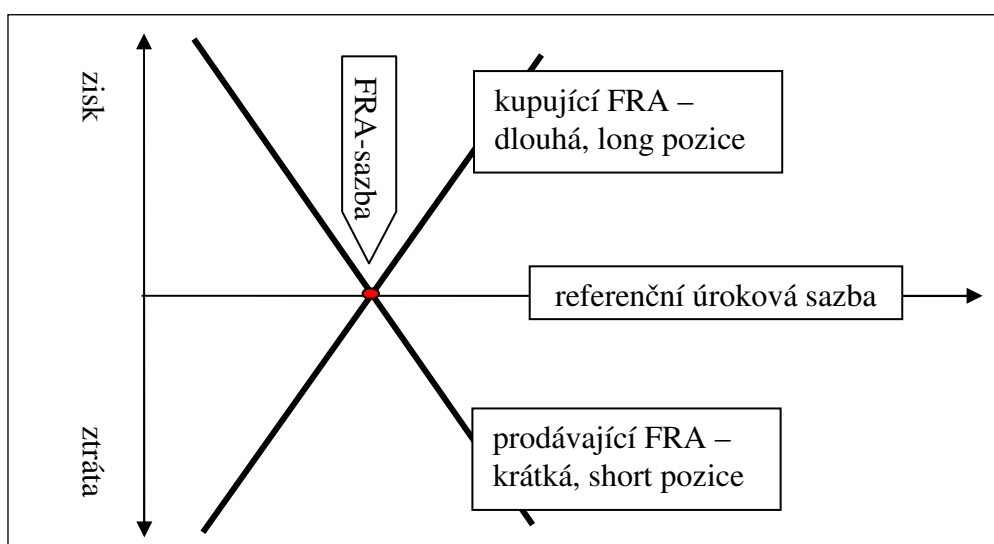 zisk
FRA-sazba
kupující FRA –
dlouhá, long pozice
referenční úroková sazba
ztráta
prodávající FRA –
krátká, short pozice